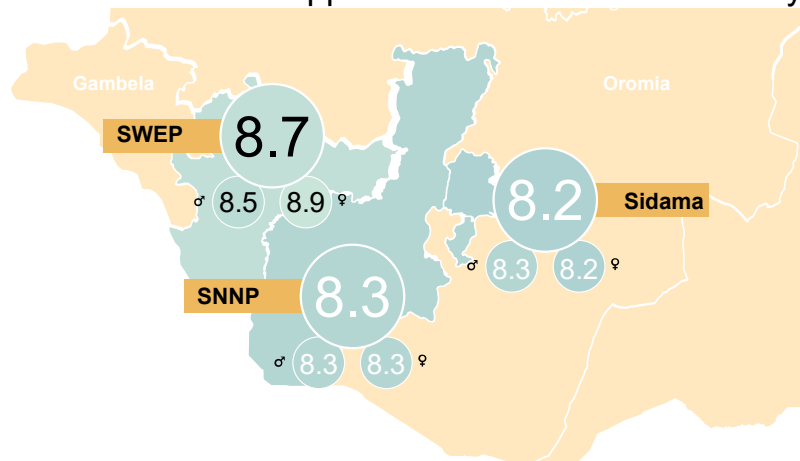 Gambela
Oromia
SWEP
8.7
♂ 8.5 8.9 ♀
8.2
Sidama
♂ 8.3 8.2 ♀
SNNP
8.3
♂ 8.3 8.3 ♀